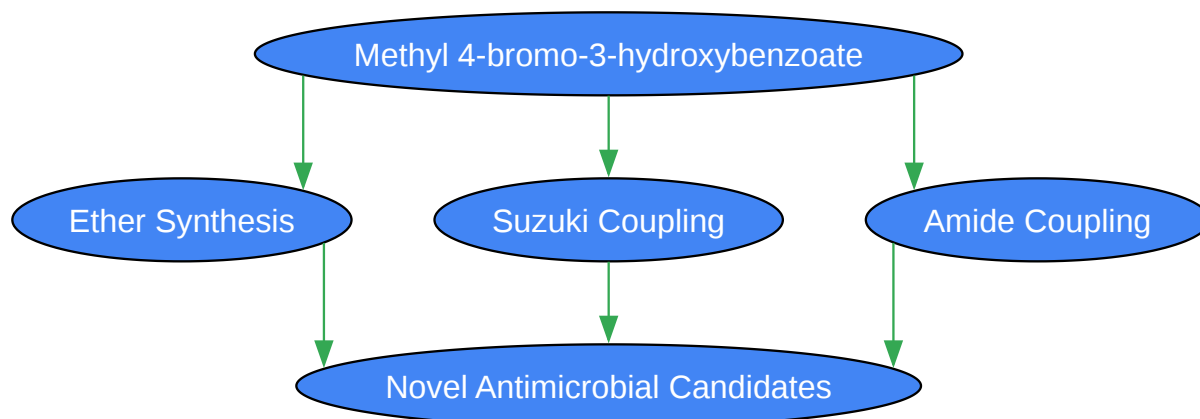 Methyl 4-bromo-3-hydroxybenzoate
Ether Synthesis
Suzuki Coupling
Amide Coupling
Novel Antimicrobial Candidates